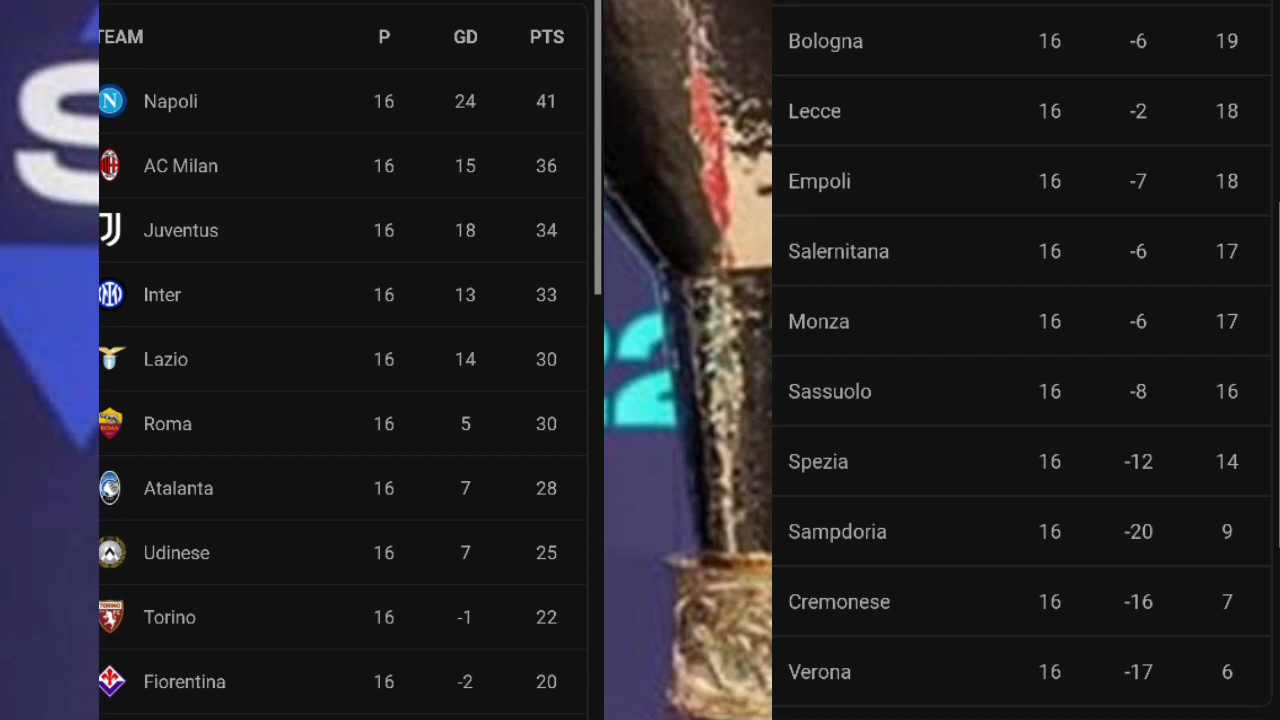 S
TEAM P GD PTS
Napoli 16 24 41
AC Milan 16 15 36
Juventus 16 18 34
Inter 16 13 33
Lazio 16 14 30
Roma 16 5 30
Atalanta 16 7 28
Udinese 16 7 25
Torino 16 -1 22
Fiorentina 16 -2 20
Bologna 16 -6 19
Lecce 16 -2 18
Empoli 16 -7 18
Salernitana 16 -6 17
Monza 16 -6 17
Sassuolo 16 -8 16
Spezia 16 -12 14
Sampdoria 16 -20 9
Cremonese 16 -16 7
Verona 16 -17 6